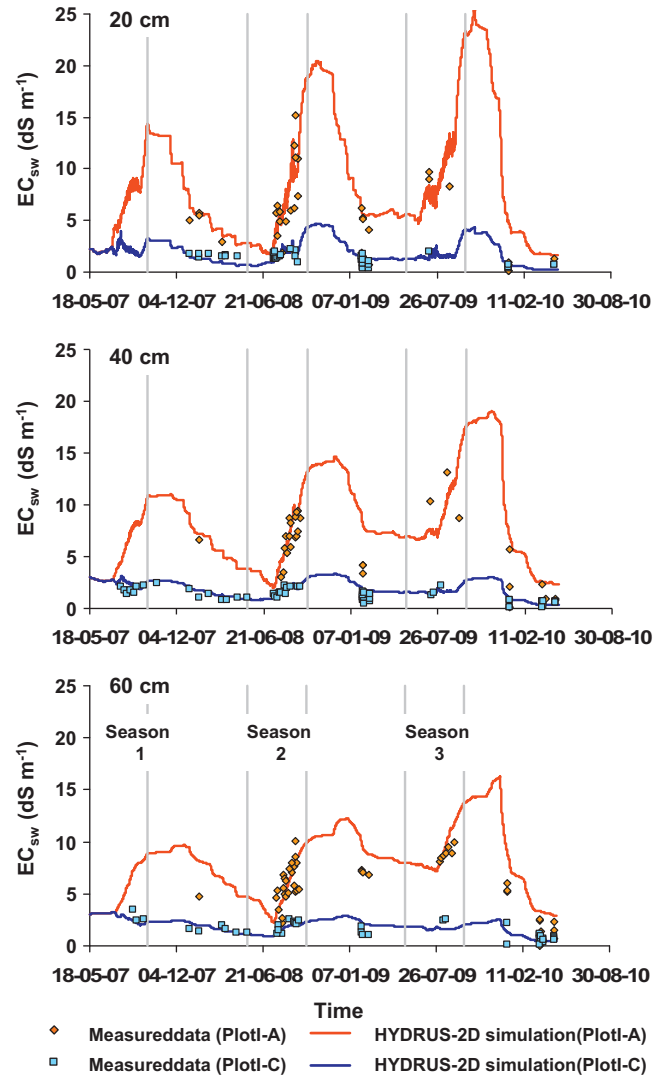 20 cm
25
20
15
10
5
0
ECsw (dS m-1)
18-05-07 04-12-07 21-06-08 07-01-09 26-07-09 11-02-10 30-08-10
40 cm
25
20
15
10
5
0
ECsw (dS m-1)
18-05-07 04-12-07 21-06-08 07-01-09 26-07-09 11-02-10 30-08-10
60 cm
25
20
15
10
5
0
ECsw (dS m-1)
Season 1
Season 2
Season 3
18-05-07 04-12-07 21-06-08 07-01-09 26-07-09 11-02-10 30-08-10
Time
Measureddata (PlotI-A) HYDRUS-2D simulation(PlotI-A)
Measureddata (PlotI-C) HYDRUS-2D simulation(PlotI-C)